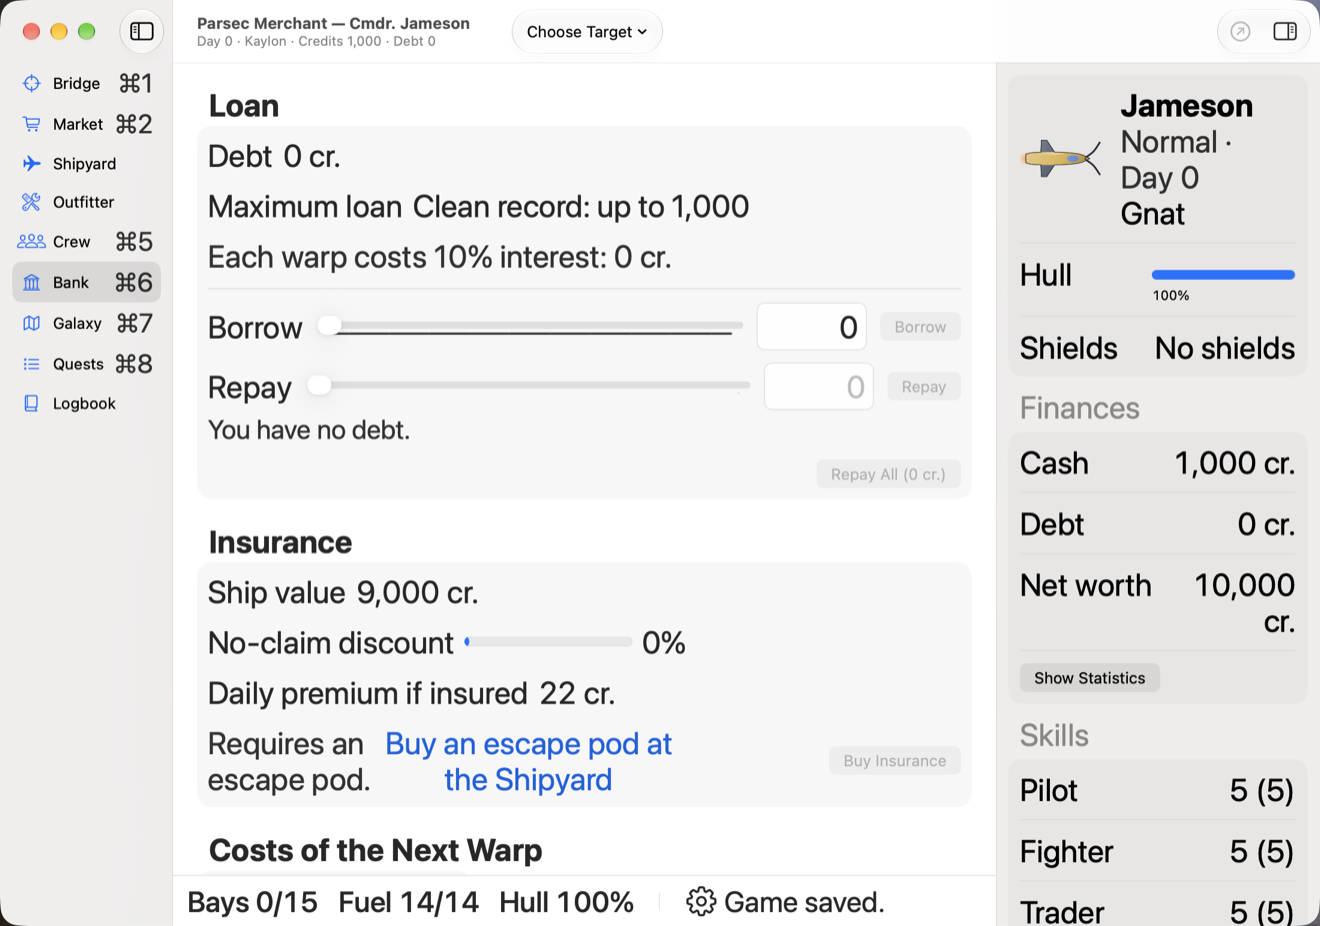 Parsec Merchant — Cmdr. Jameson
Day 0 · Kaylon · Credits 1,000 · Debt 0
Choose Target
Bridge ⌘1
Market ⌘2
Shipyard
Outfitter
Crew ⌘5
Bank ⌘6
Galaxy ⌘7
Quests ⌘8
Logbook
Loan
Debt 0 cr.
Maximum loan Clean record: up to 1,000
Each warp costs 10% interest: 0 cr.
Borrow 0 Borrow
Repay 0 Repay
You have no debt.
Repay All (0 cr.)
Insurance
Ship value 9,000 cr.
No-claim discount 0%
Daily premium if insured 22 cr.
Requires an escape pod.
Buy an escape pod at
the Shipyard
Buy Insurance
Costs of the Next Warp
Bays 0/15 Fuel 14/14 Hull 100% Game saved.
Jameson
Normal ·
Day 0
Gnat
Hull
100%
Shields No shields
Finances
Cash 1,000 cr.
Debt 0 cr.
Net worth 10,000
cr.
Show Statistics
Skills
Pilot 5 (5)
Fighter 5 (5)
Trader 5 (5)